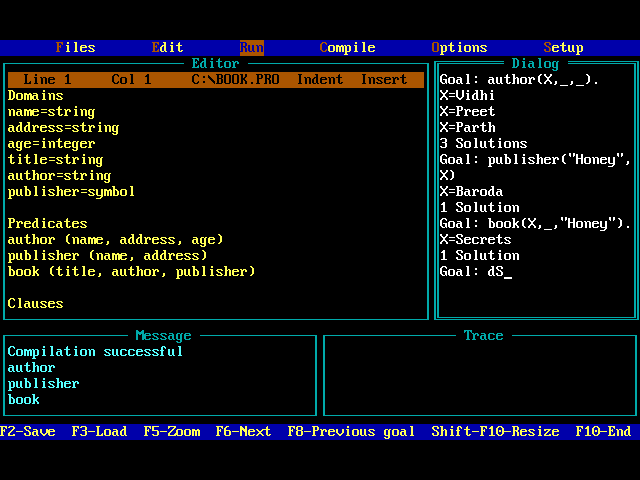 Files Edit Run Compile Options Setup
Editor
Line 1 Col 1 C:\BOOK.PRO Indent Insert
Domains
name=string
address=string
age=integer
title=string
author=string
publisher=symbol
Predicates
author (name, address, age)
publisher (name, address)
book (title, author, publisher)
Clauses
Dialog
Goal: author(X,_,_).
X=Vidhi
X=Preet
X=Parth
3 Solutions
Goal: publisher("Honey",
X)
X=Baroda
1 Solution
Goal: book(X,_,"Honey").
X=Secrets
1 Solution
Goal: dS_
Message
Compilation successful
author
publisher
book
Trace
F2-Save F3-Load F5-Zoom F6-Next F8-Previous goal Shift-F10-Resize F10-End